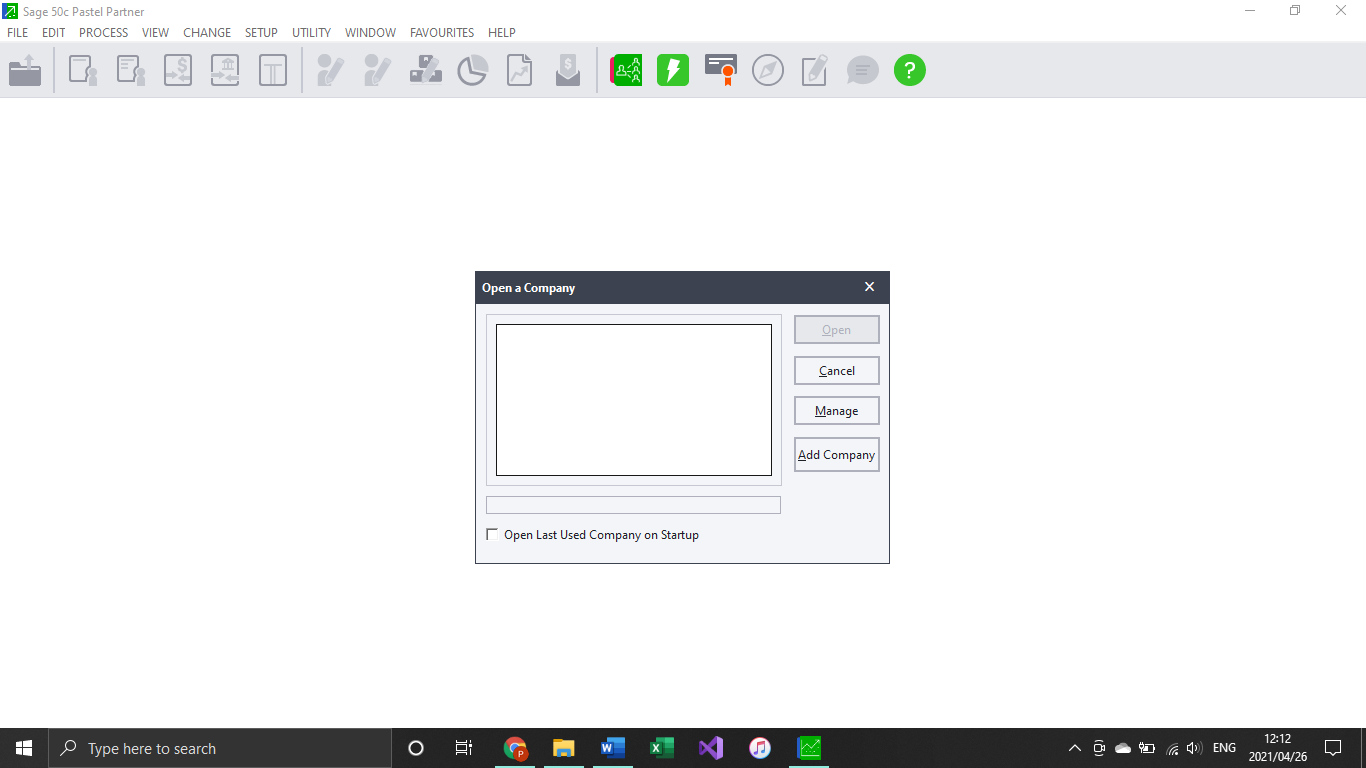 Sage 50c Pastel Partner
FILE EDIT PROCESS VIEW CHANGE SETUP UTILITY WINDOW FAVOURITES HELP
Open a Company
Open
Cancel
Manage
Add Company
Open Last Used Company on Startup
Type here to search
ENG
12:12
2021/04/26